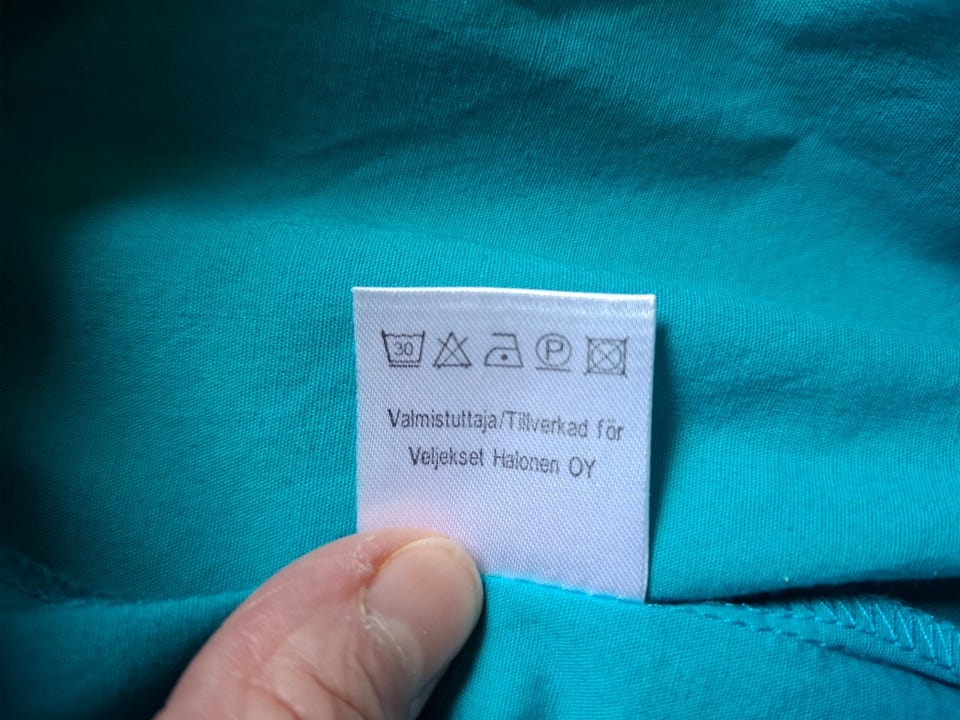 30 P
Valmistuttaja/Tillverkad för
Veljekset Halonen OY